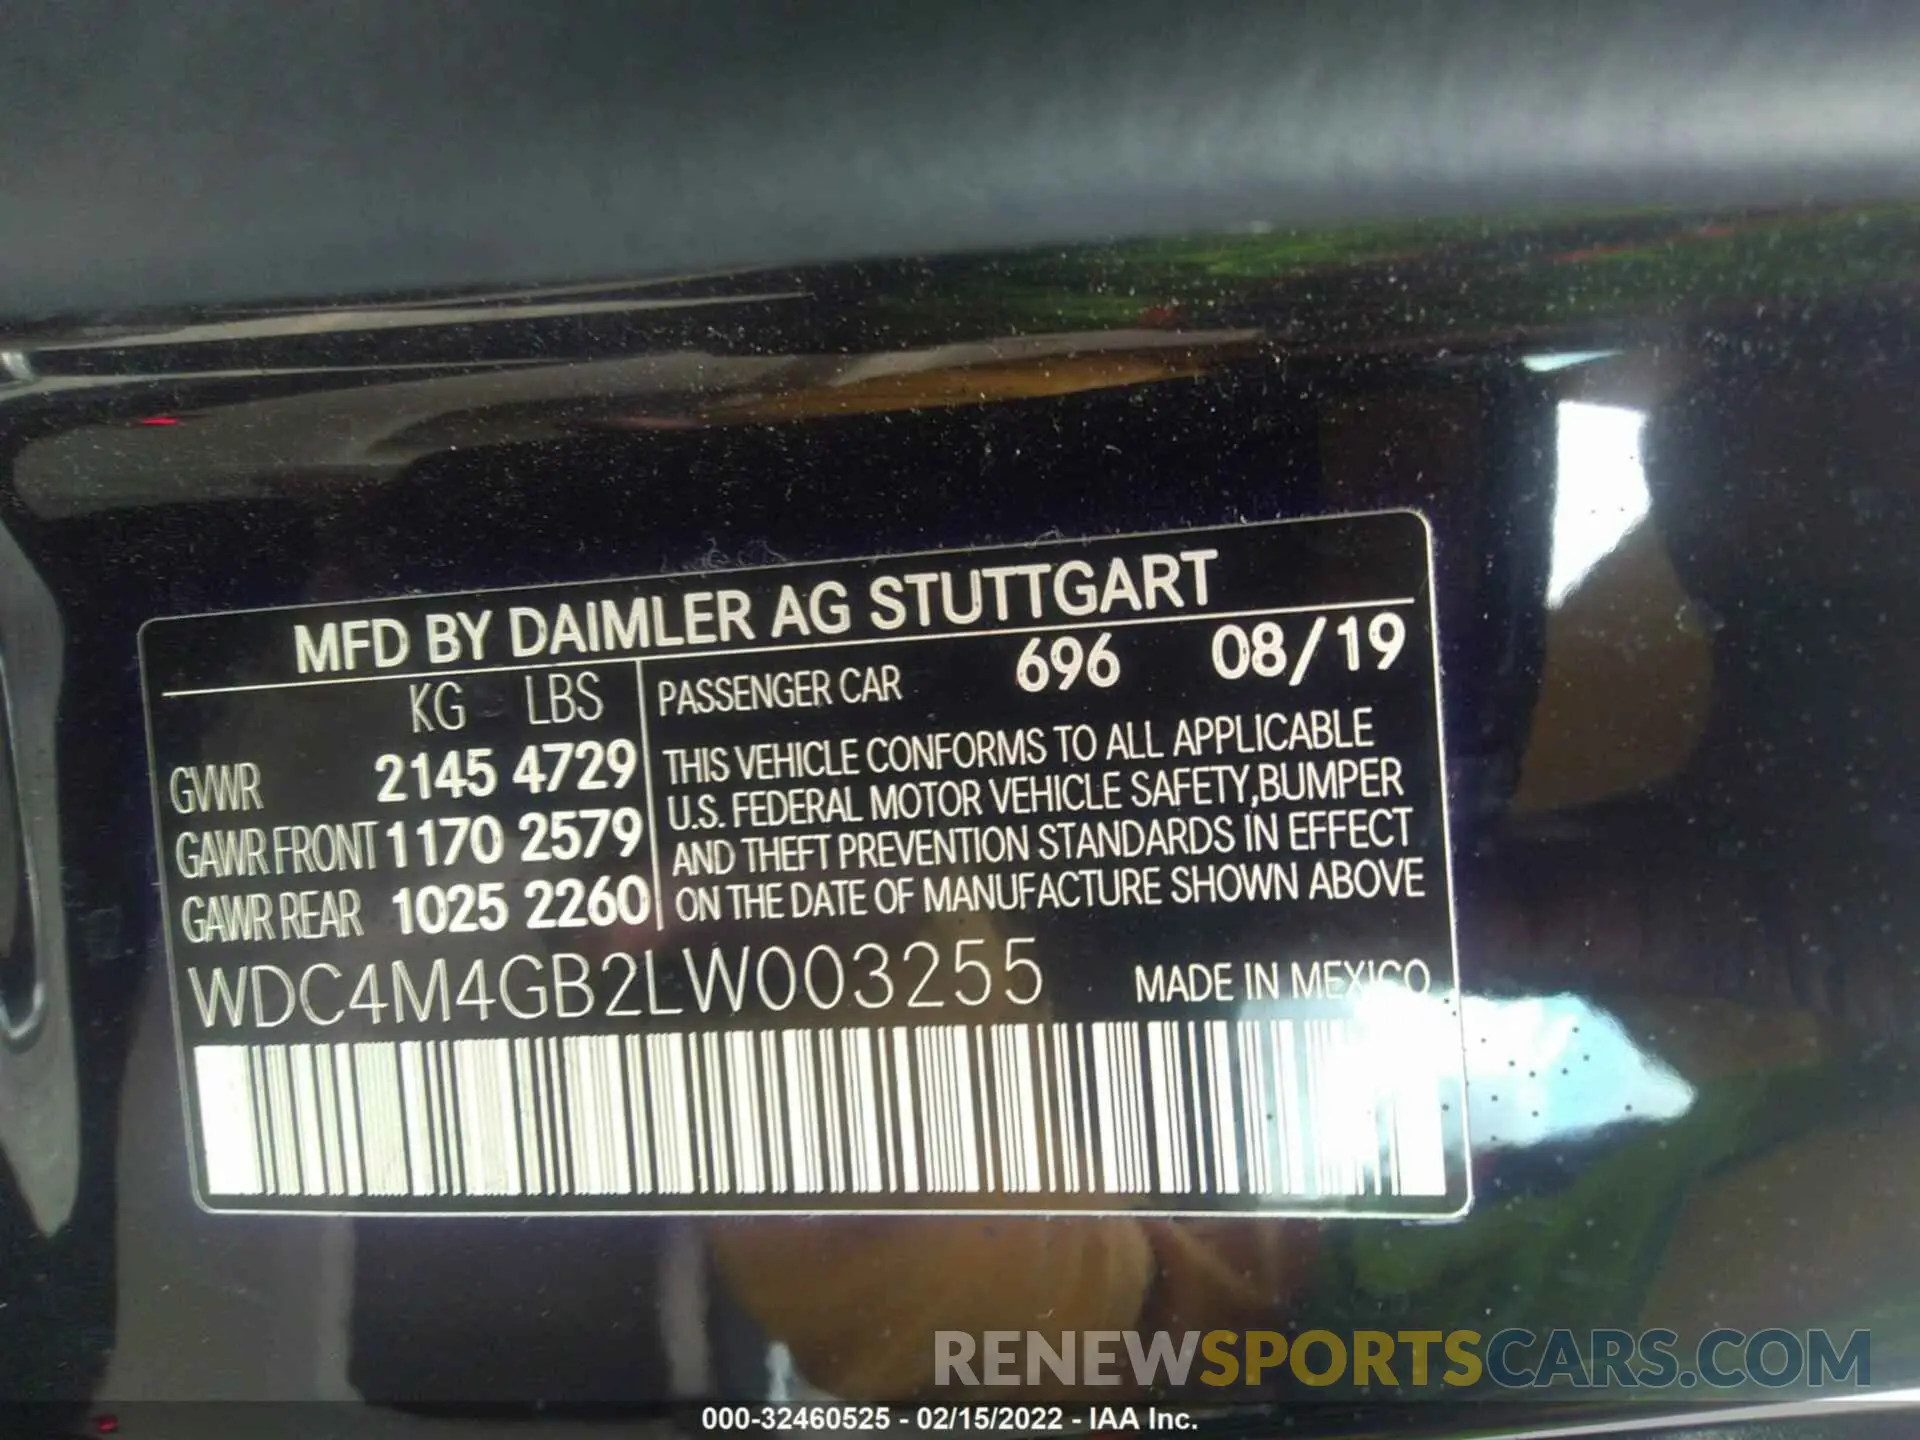 MFD BY DAIMLER AG STUTTGART
KG LBS
GVWR 2145 4729
GAWR FRONT 1170 2579
GAWR REAR 1025 2260
PASSENGER CAR 696 08/19
THIS VEHICLE CONFORMS TO ALL APPLICABLE
U.S. FEDERAL MOTOR VEHICLE SAFETY, BUMPER
AND THEFT PREVENTION STANDARDS IN EFFECT
ON THE DATE OF MANUFACTURE SHOWN ABOVE
WDC4M4GB2LW003255 MADE IN MEXICO
RENEWSPORTSCARS.COM
000-32460525 - 02/15/2022 - IAA Inc.